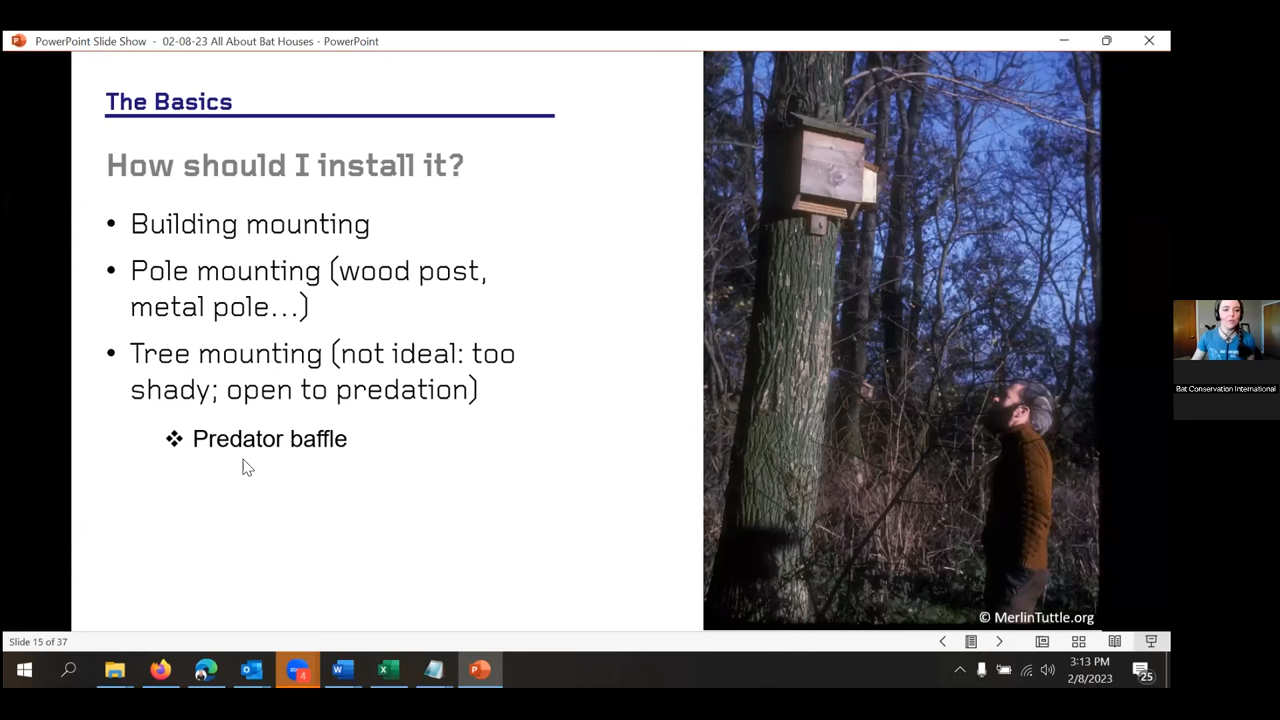 PowerPoint Slide Show - 02-08-23 All About Bat Houses - PowerPoint
The Basics
How should I install it?
• Building mounting
• Pole mounting (wood post,
metal pole...)
• Tree mounting (not ideal: too
shady; open to predation)
❖ Predator baffle
© MerlinTuttle.org
Bat Conservation International
Slide 15 of 37
4
3:13 PM
2/8/2023
25